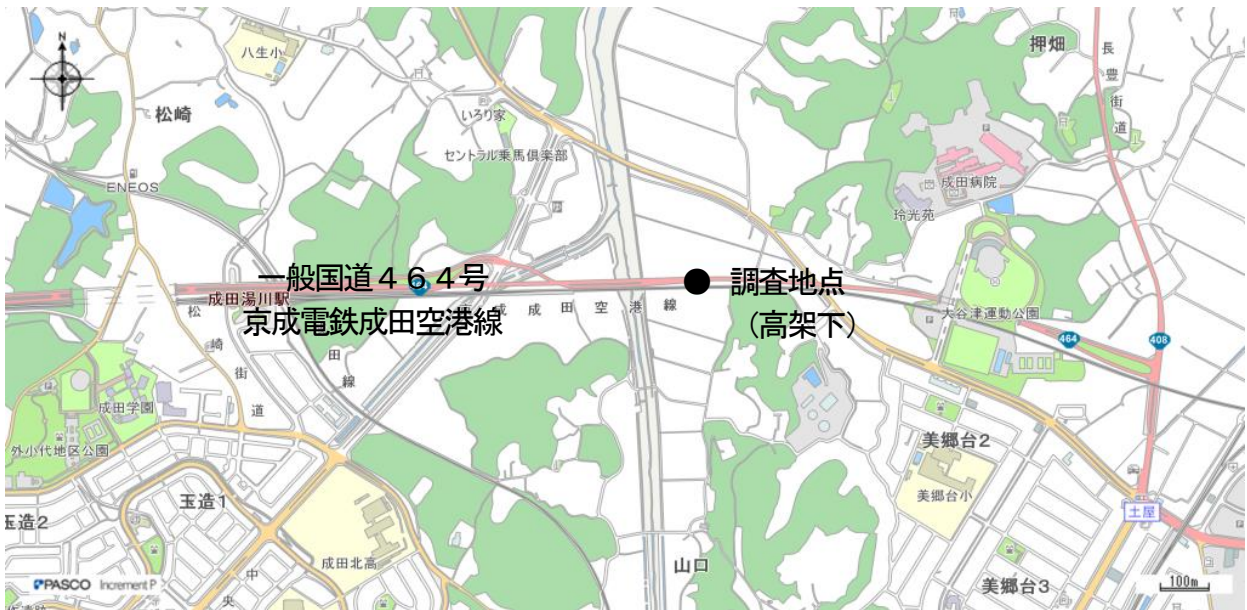 N
八生小
押畑
長豊街道
松崎
いろり家
セントラル乗馬倶楽部
成田病院
ENEOS
玲光苑
一般国道464号
成田湯川駅
京成電鉄成田空港線
● 調査地点
（高架下）
京成成田空港線
大谷津運動公園
464
408
松崎街道
成田線
成田学園
外小代地区公園
美郷台2
玉造1
美郷台小
玉造2
土屋
成田北高
山口
中央
美郷台3
PASCO Increment P
100m